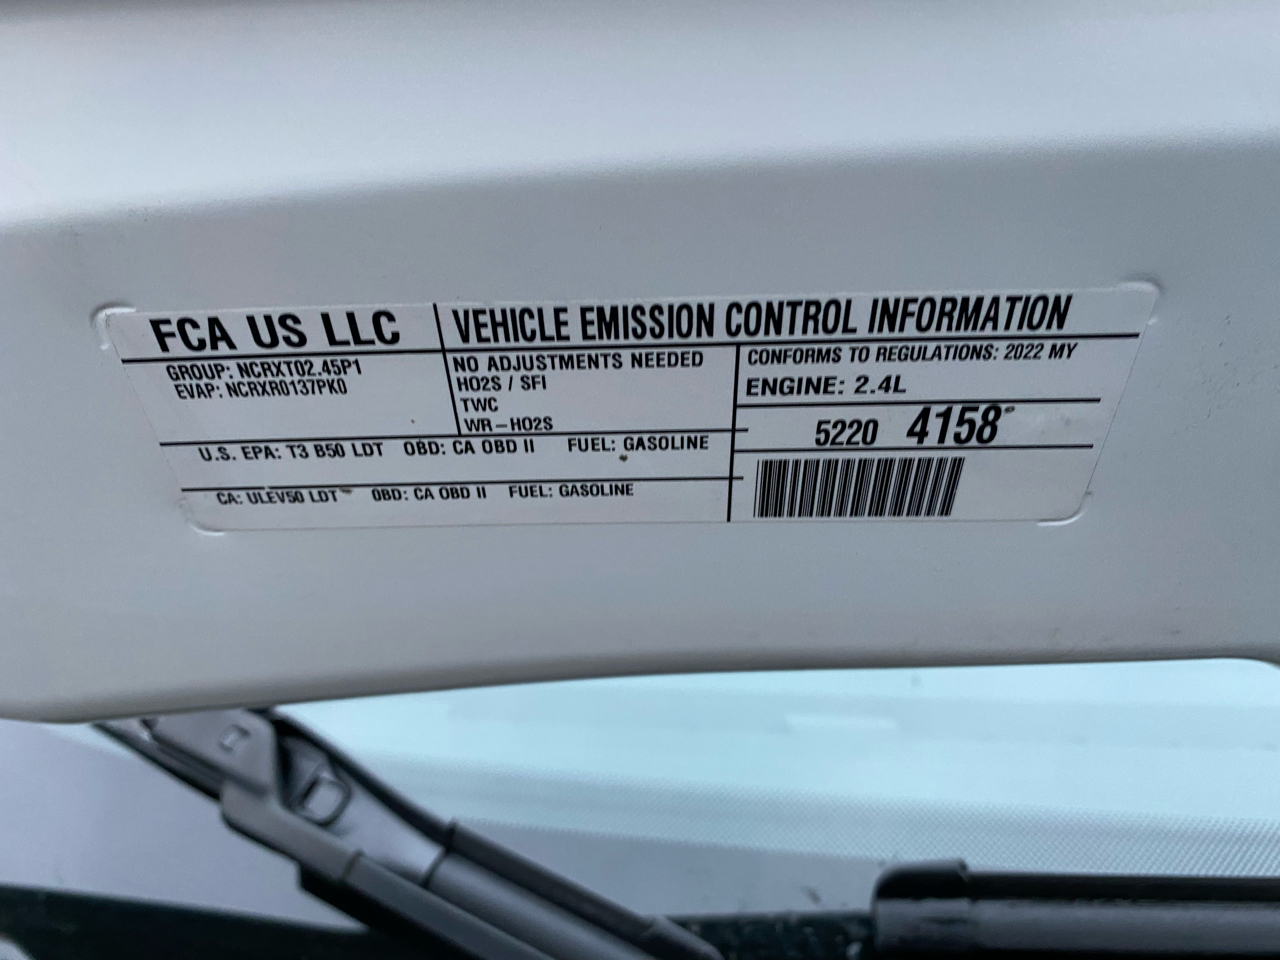 FCA US LLC
VEHICLE EMISSION CONTROL INFORMATION
GROUP: NCRXT02.45P1
EVAP: NCRXR0137PK0
NO ADJUSTMENTS NEEDED
HO2S / SFI
TWC
WR-HO2S
CONFORMS TO REGULATIONS: 2022 MY
ENGINE: 2.4L
5220 4158
U.S. EPA: T3 B50 LDT OBD: CA OBD II FUEL: GASOLINE
CA: ULEV50 LDT OBD: CA OBD II FUEL: GASOLINE